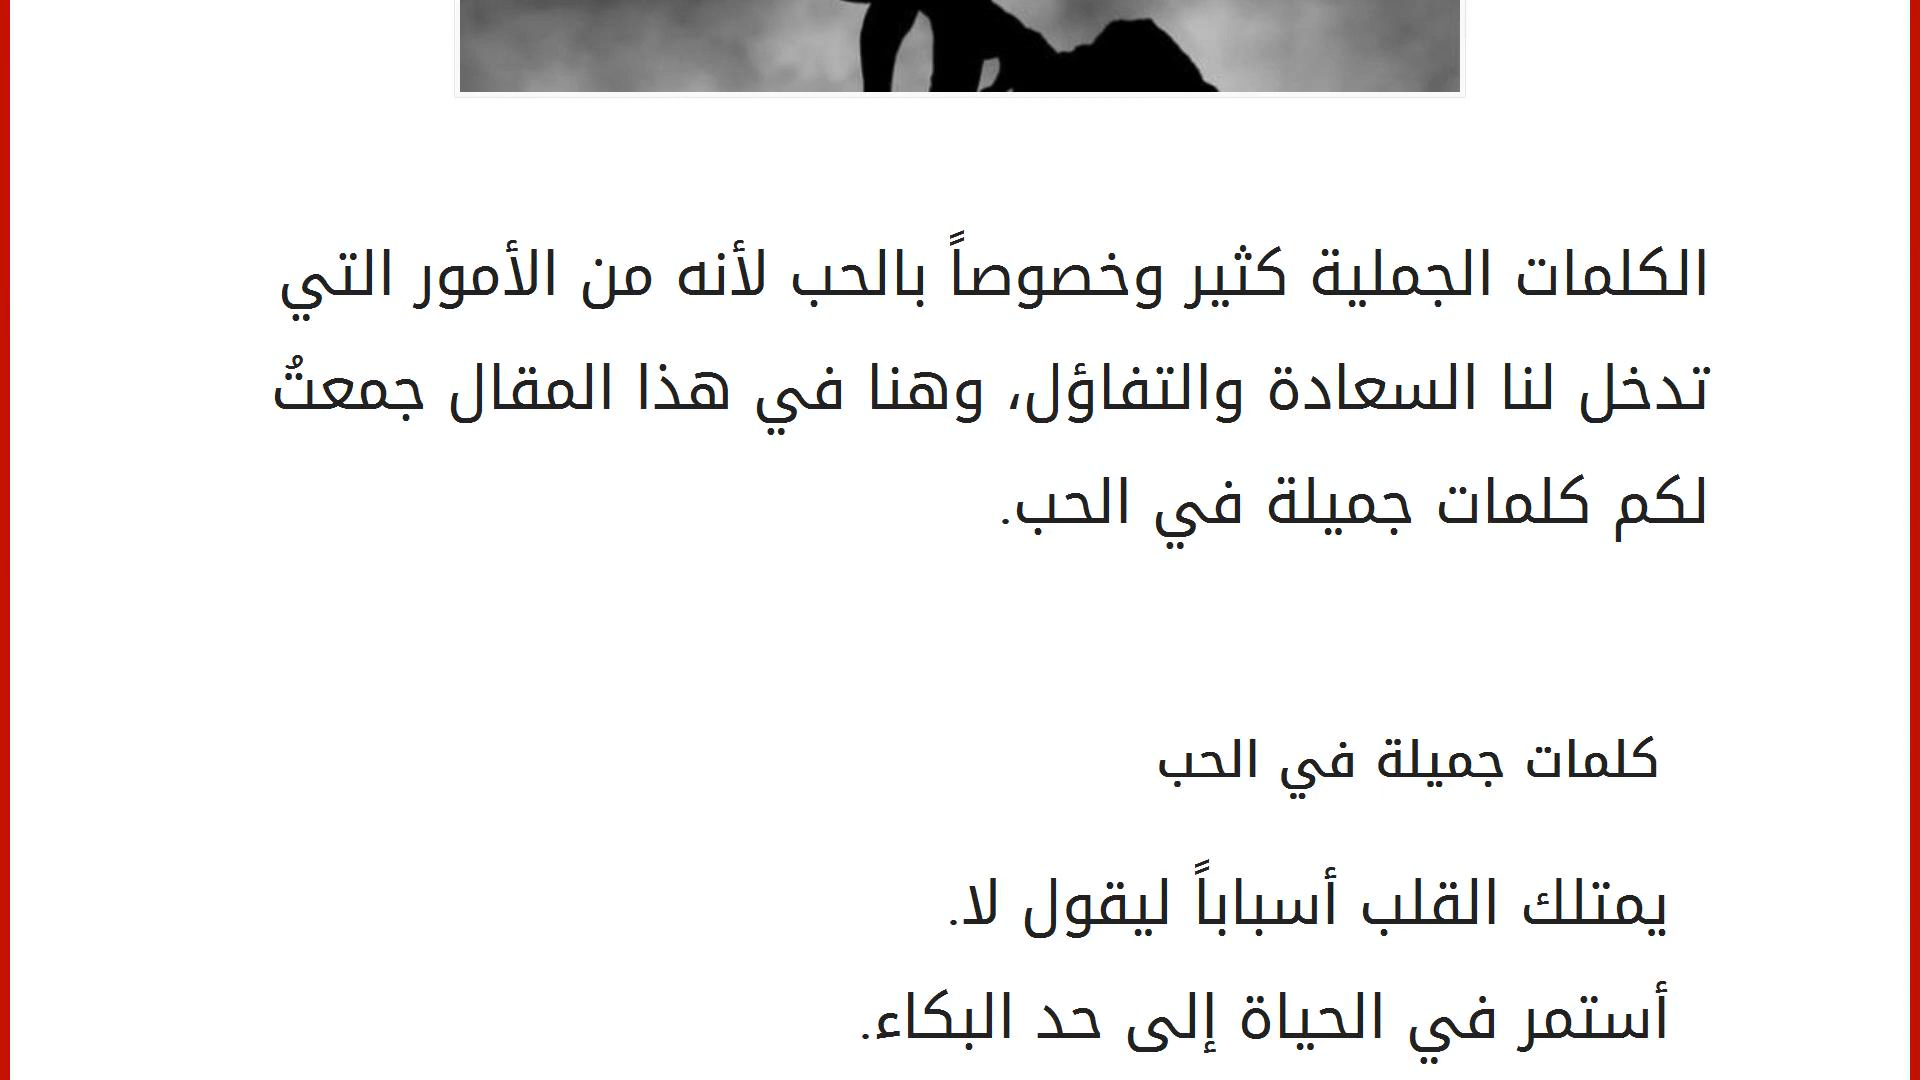 الكلمات الجملية كثير وخصوصاً بالحب لأنه من الأمور التي
تدخل لنا السعادة والتفاؤل، وهنا في هذا المقال جمعتُ
لكم كلمات جميلة في الحب.
كلمات جميلة في الحب
يمتلك القلب أسباباً ليقول لا.
أستمر في الحياة إلى حد البكاء.